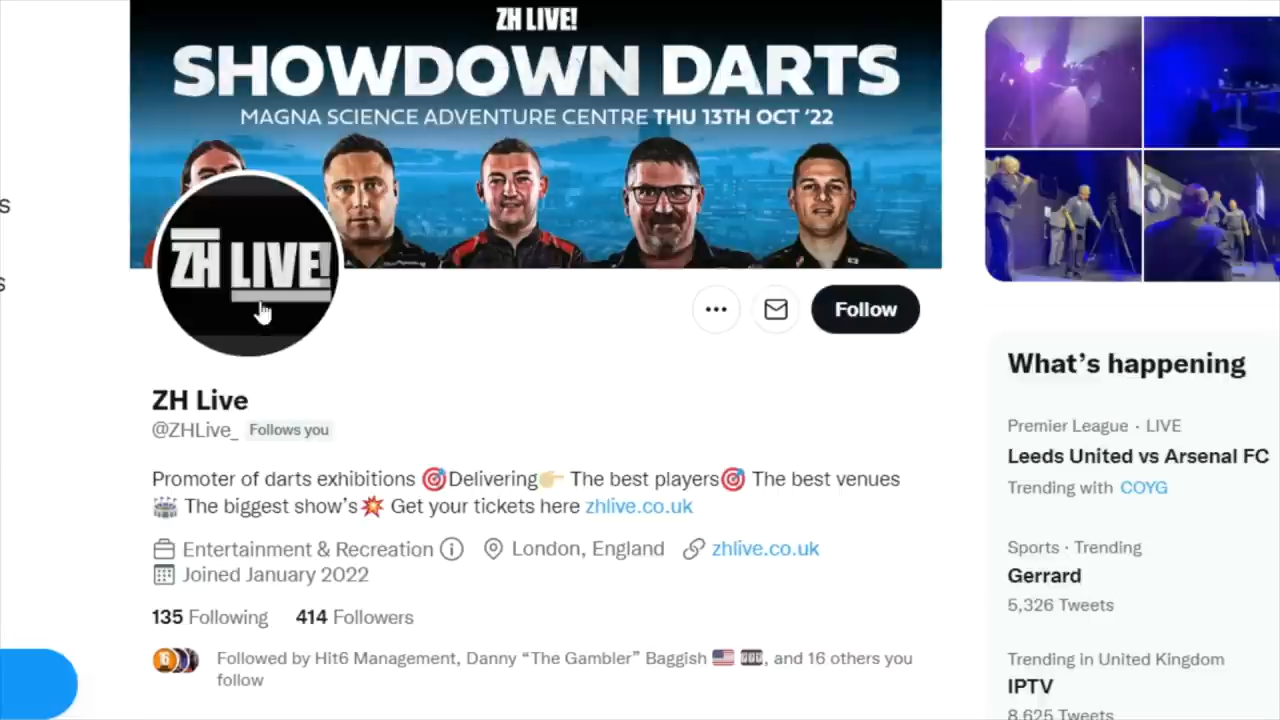 ZH LIVE!
SHOWDOWN DARTS
MAGNA SCIENCE ADVENTURE CENTRE THU 13TH OCT '22
ZH LIVE!
Follow
ZH Live
@ZHLive_ Follows you
Promoter of darts exhibitions 🎯Delivering👉🏼 The best players🎯 The best venues
🏟 The biggest show's💥 Get your tickets here zhlive.co.uk
Entertainment & Recreation London, England zhlive.co.uk
Joined January 2022
135 Following 414 Followers
16
Followed by Hit6 Management, Danny “The Gambler” Baggish 🇺🇸 🎰, and 16 others you
follow
What's happening
Premier League · LIVE
Leeds United vs Arsenal FC
Trending with COYG
Sports · Trending
Gerrard
5,326 Tweets
Trending in United Kingdom
IPTV
8,625 Tweets
s
s